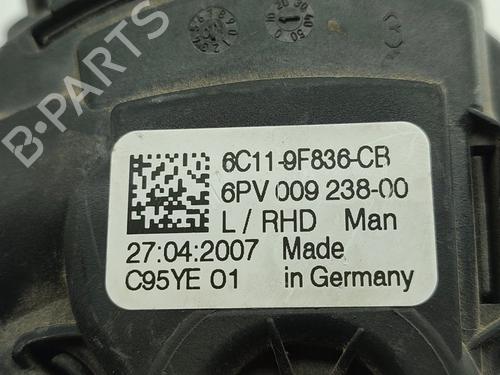 B-PARTS
6C11-9F836-CB
6PV 009 238-00
L / RHD Man
27:04:2007 Made
C95YE 01 in Germany